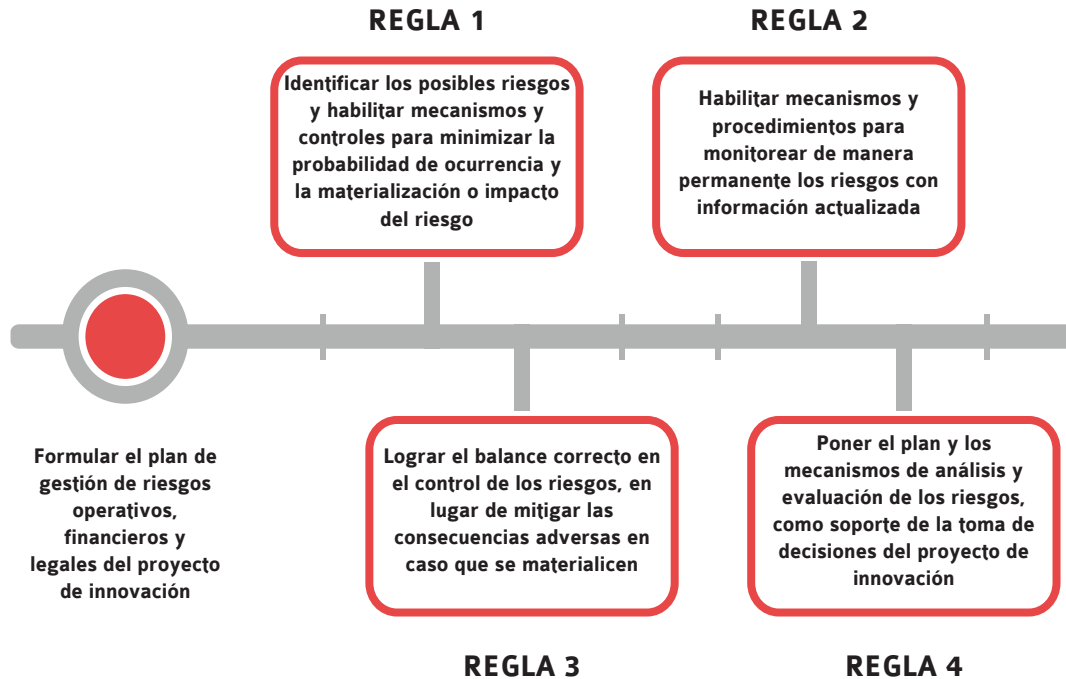 REGLA 1
Identificar los posibles riesgos
y habilitar mecanismos y
controles para minimizar la
probabilidad de ocurrencia y
la materialización o impacto
del riesgo
REGLA 2
Habilitar mecanismos y
procedimientos para
monitorear de manera
permanente los riesgos con
información actualizada
Formular el plan de
gestión de riesgos
operativos,
financieros y
legales del proyecto
de innovación
Lograr el balance correcto en
el control de los riesgos, en
lugar de mitigar las
consecuencias adversas en
caso que se materialicen
REGLA 3
Poner el plan y los
mecanismos de análisis y
evaluación de los riesgos,
como soporte de la toma de
decisiones del proyecto de
innovación
REGLA 4